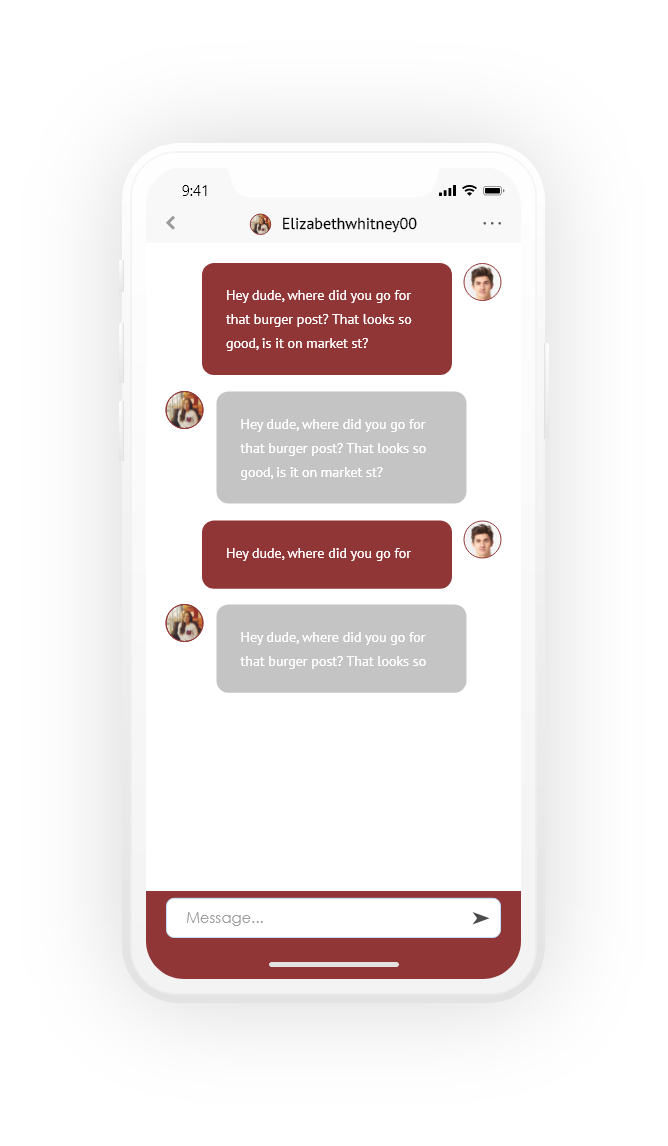 9:41
Elizabethwhitney00
Hey dude, where did you go for
that burger post? That looks so
good, is it on market st?
Hey dude, where did you go for
that burger post? That looks so
good, is it on market st?
Hey dude, where did you go for
Hey dude, where did you go for
that burger post? That looks so
Message...